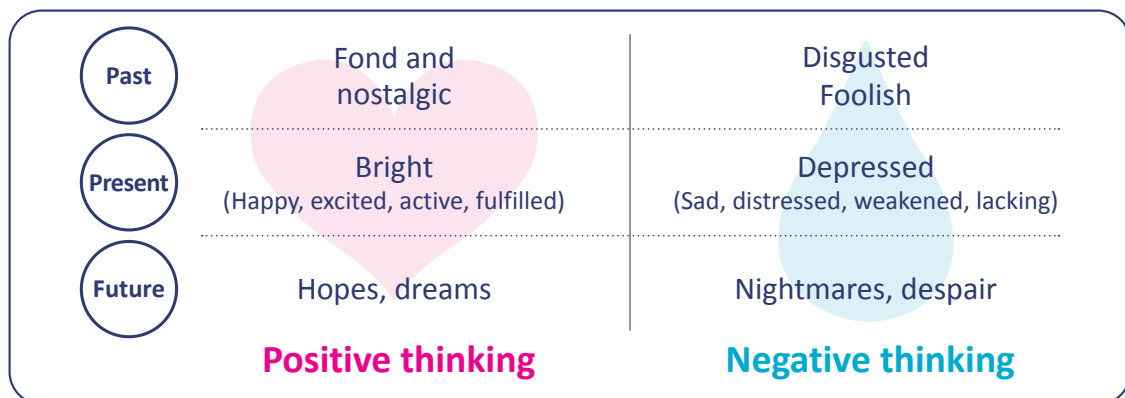 Past
Fond and
nostalgic
Disgusted
Foolish
Present
Bright
(Happy, excited, active, fulfilled)
Depressed
(Sad, distressed, weakened, lacking)
Future
Hopes, dreams
Nightmares, despair
Positive thinking
Negative thinking